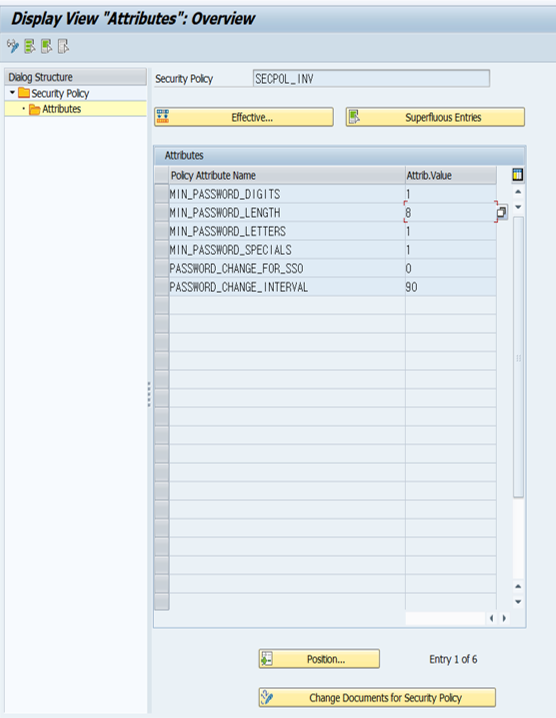 Display View "Attributes": Overview
Dialog Structure
Security Policy
Attributes
Security Policy SECPOL_INV
Effective... Superfluous Entries
Attributes
Policy Attribute Name Attrib.Value
MIN_PASSWORD_DIGITS 1
MIN_PASSWORD_LENGTH 8
MIN_PASSWORD_LETTERS 1
MIN_PASSWORD_SPECIALS 1
PASSWORD_CHANGE_FOR_SSO 0
PASSWORD_CHANGE_INTERVAL 90
Position... Entry 1 of 6
Change Documents for Security Policy